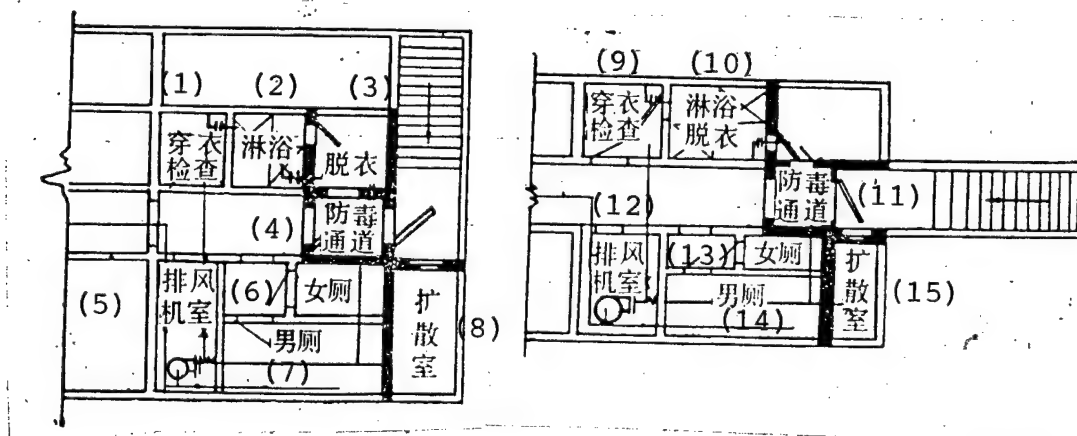 (1) (2) (3)
穿衣
检查
淋浴
脱衣
防毒
通道
(4)
(5)
排风
机室
(6)
女厕
男厕
(7)
扩
散
室
(8)
(9) (10)
穿衣
检查
淋浴
脱衣
防毒
通道
(11)
(12)
排风
机室
(13)
女厕
男厕
(14)
扩
散
室
(15)